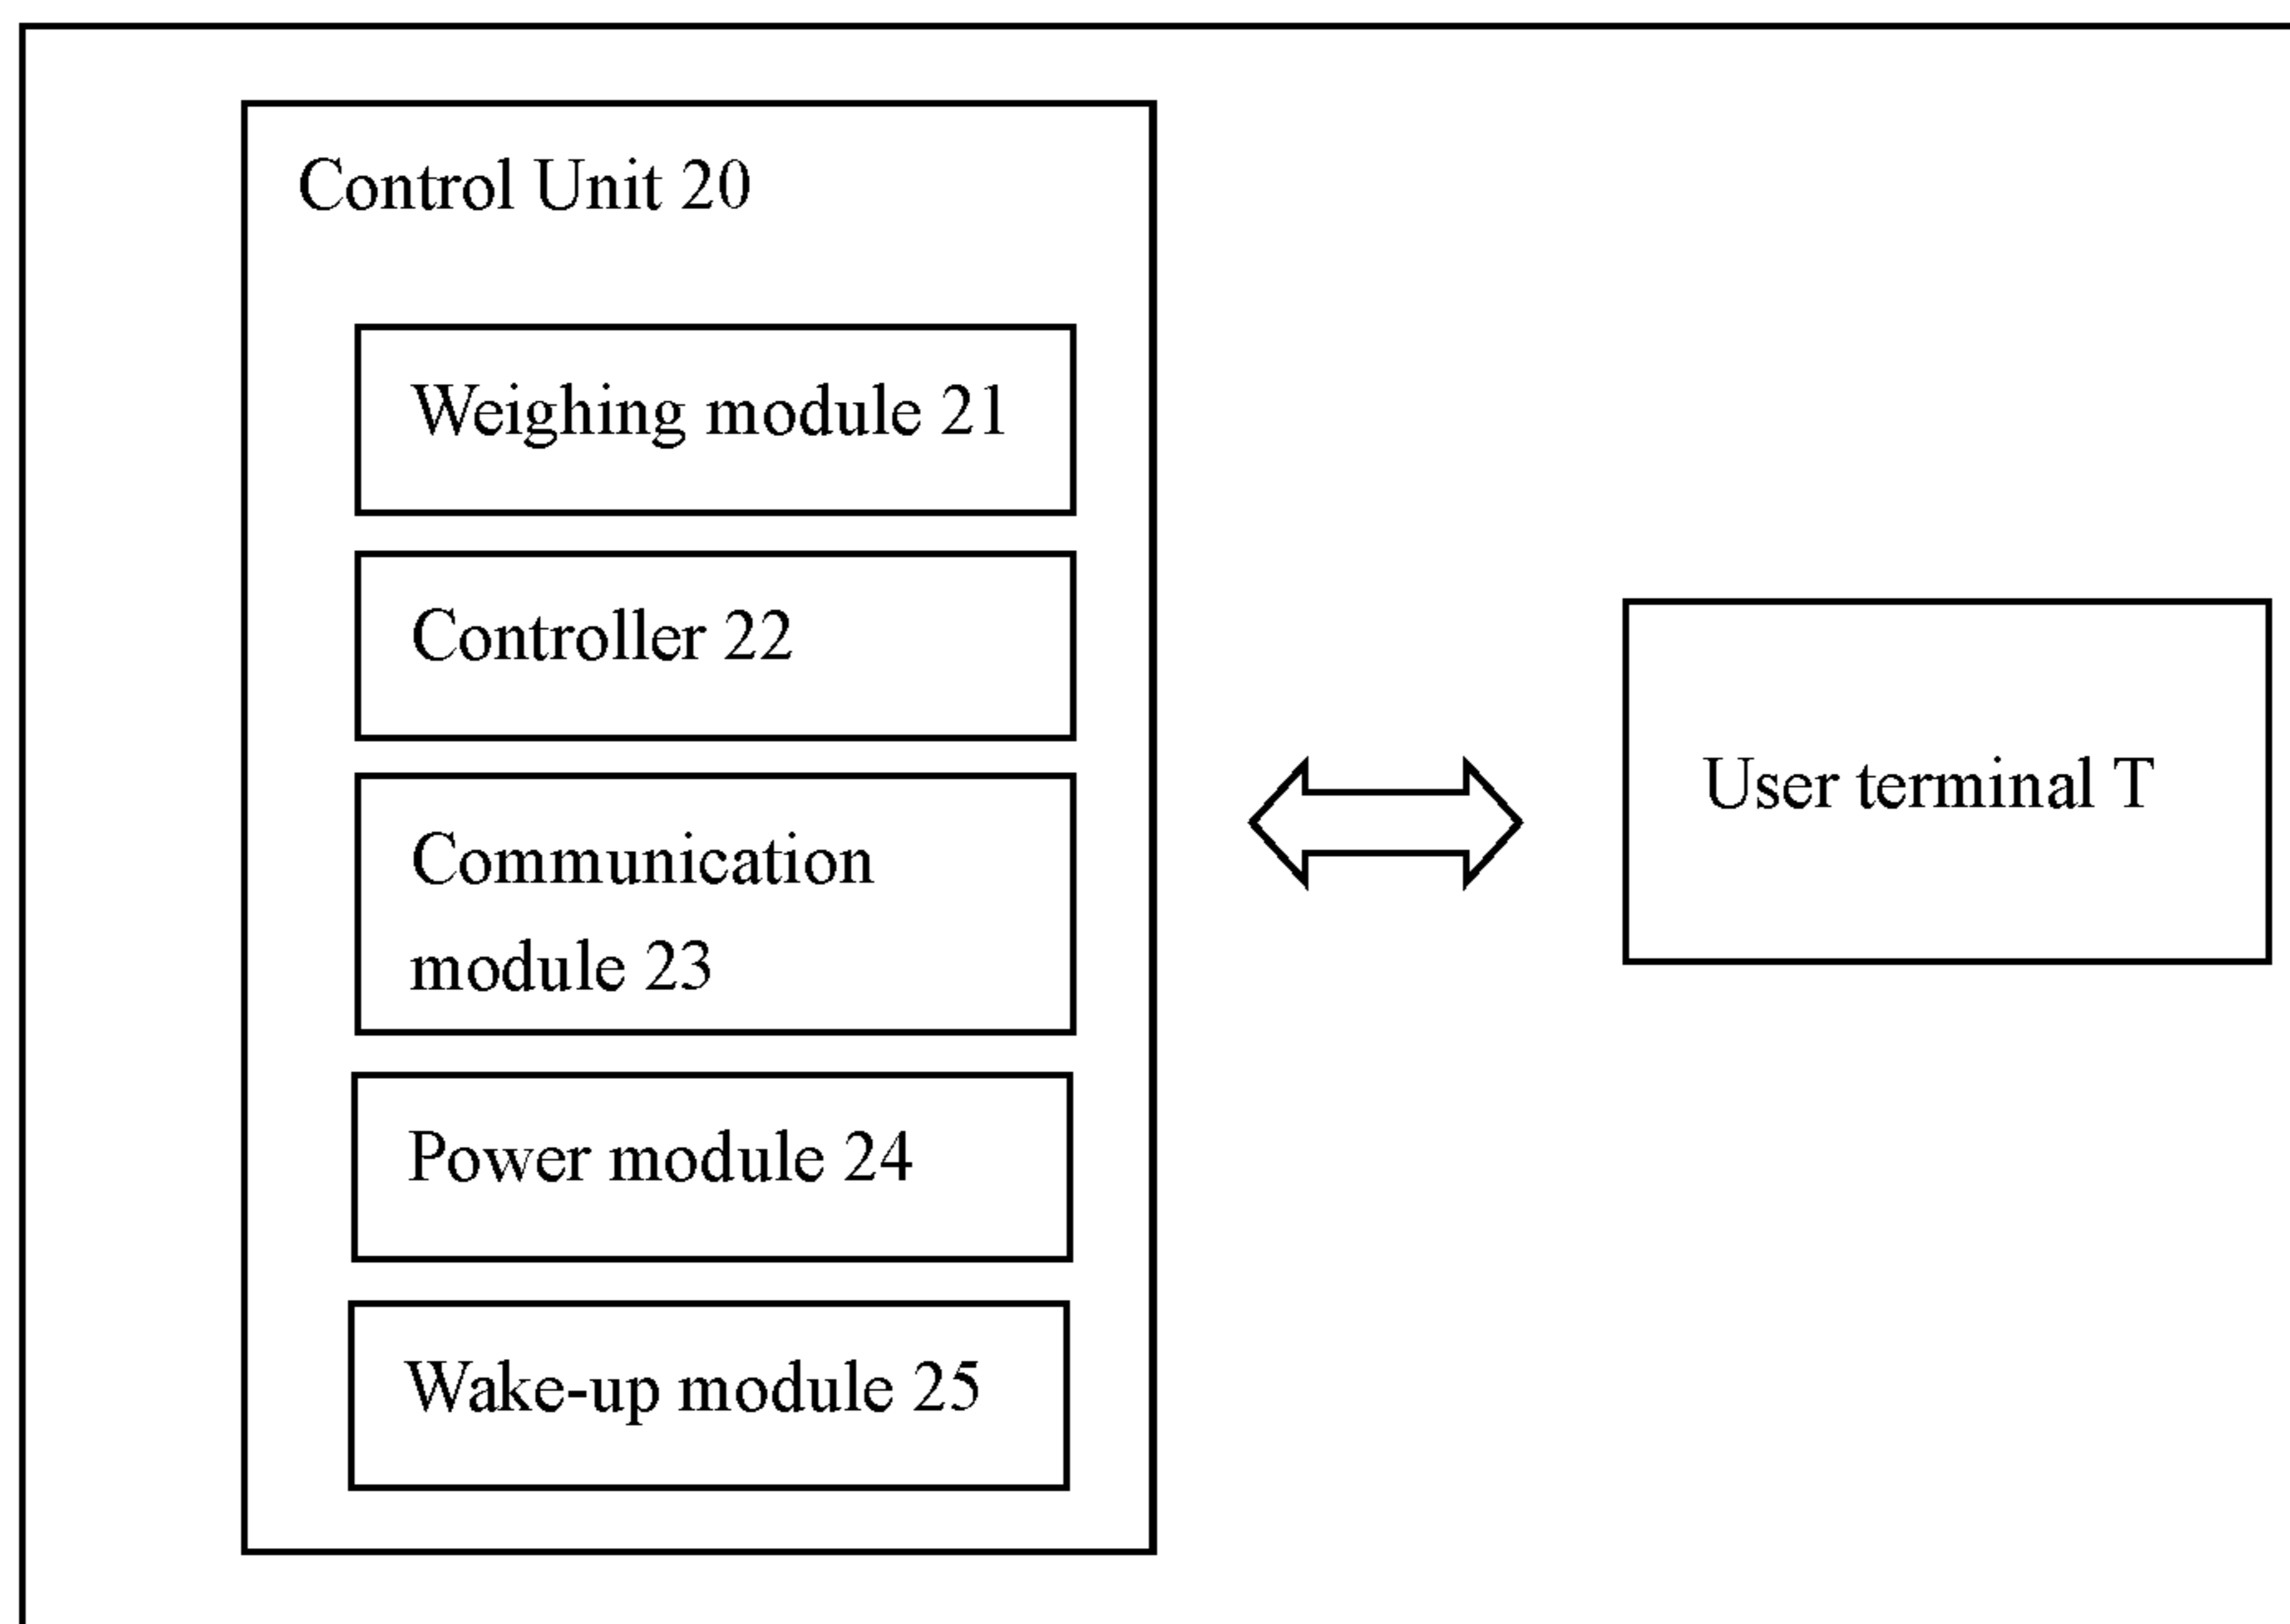 Control Unit 20
Weighing module 21
Controller 22
Communication
module 23
Power module 24
Wake-up module 25
User terminal T